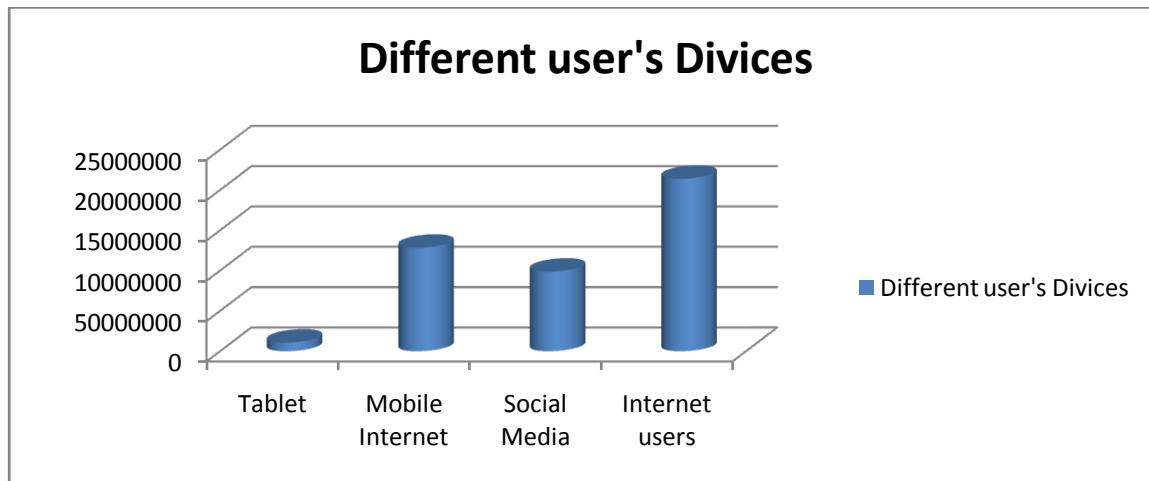 Different user's Divices
25000000
20000000
15000000
10000000
50000000
0
Tablet
Mobile
Internet
Social
Media
Internet
users
Different user's Divices